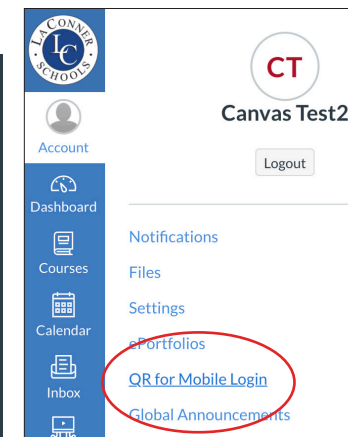 LA CONNER
LC
SCHOOLS
Account
Dashboard
Courses
Calendar
Inbox
CT
Canvas Test2
Logout
Notifications
Files
Settings
ePortfolios
QR for Mobile Login
Global Announcements